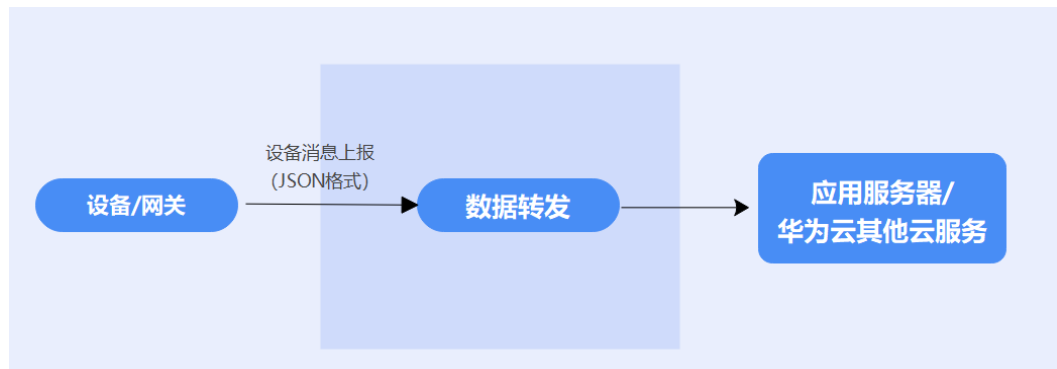 设备消息上报
（JSON格式）
设备/网关
数据转发
应用服务器/
华为云其他云服务